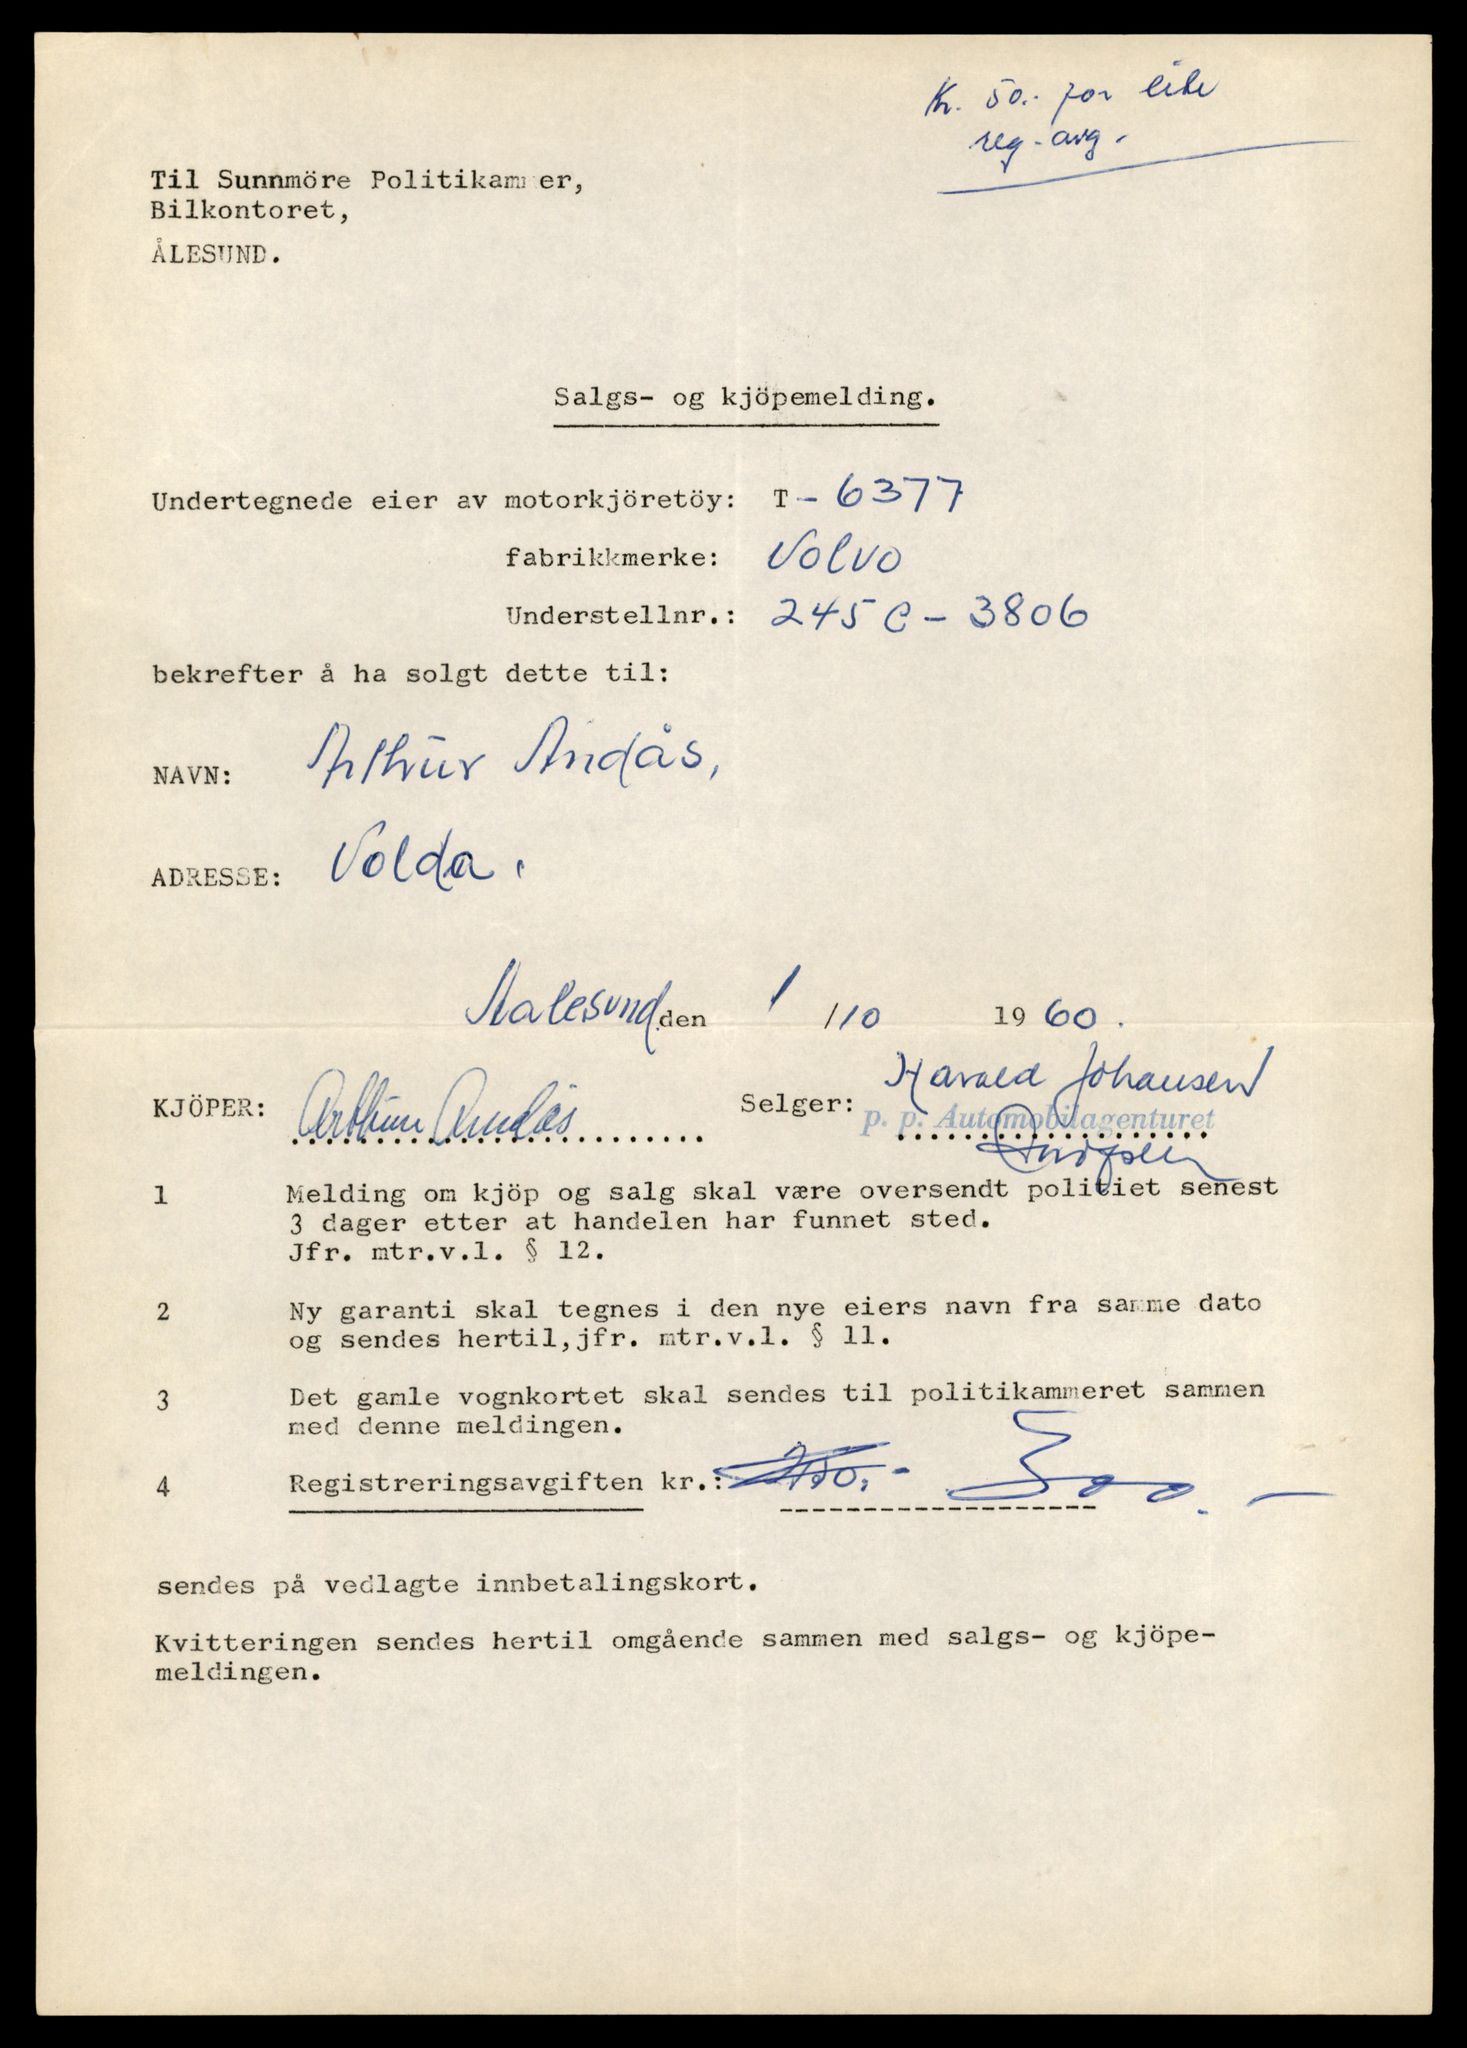 Kr. 50.- for lite
reg-avg.
Til Sunnmöre Politikammer,
Bilkontoret,
ÅLESUND.
Salgs- og kjöpemelding.
Undertegnede eier av motorkjöretöy: T - 6377
fabrikkmerke: Volvo
Understellnr.: 245 C - 3806
bekrefter å ha solgt dette til:
NAVN: Arthur Andås,
ADRESSE: Volda.
Aalesund den 1/10 1960.
Harald Johansen
KJÖPER: Arthur Andås Selger: p. p. Automobilagenturet
1 Melding om kjöp og salg skal være oversendt politiet senest
3 dager etter at handelen har funnet sted.
Jfr. mtr.v.l. § 12.
2 Ny garanti skal tegnes i den nye eiers navn fra samme dato
og sendes hertil,jfr. mtr.v.l. § 11.
3 Det gamle vognkortet skal sendes til politikammeret sammen
med denne meldingen.
4 Registreringsavgiften kr.: 500.-
sendes på vedlagte innbetalingskort.
Kvitteringen sendes hertil omgående sammen med salgs- og kjöpe-
meldingen.